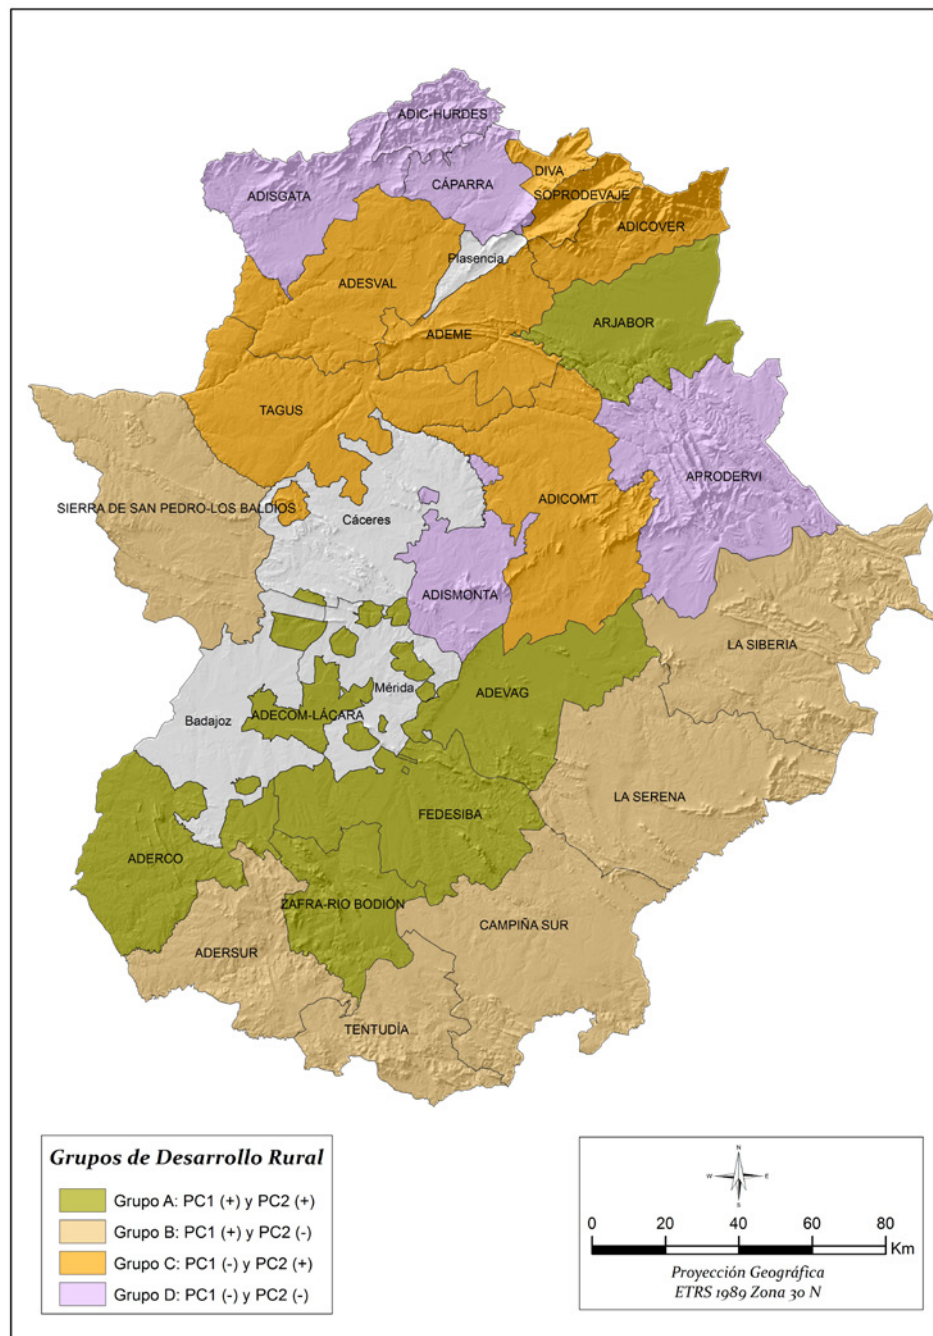 ADIC-HURDES
DIVA
CÁPARRA
SOPRODEVAJE
ADISGATA
ADICOVER
Plasencia
ADESVAL
ARJABOR
ADEME
TAGUS
APRODERVI
ADICOMT
SIERRA DE SAN PEDRO-LOS BALDIOS
Cáceres
ADISMONTA
LA SIBERIA
Mérida
ADEVAG
Badajoz
ADECOM-LÁCARA
LA SERENA
FEDESIBA
ADERCO
ZAFRA-RIO BODIÓN
CAMPIÑA SUR
ADERSUR
TENTUDÍA
Grupos de Desarrollo Rural
Grupo A: PC1 (+) y PC2 (+)
Grupo B: PC1 (+) y PC2 (-)
Grupo C: PC1 (-) y PC2 (+)
Grupo D: PC1 (-) y PC2 (-)
N
W E
S
0 20 40 60 80
Km
Proyección Geográfica
ETRS 1989 Zona 30 N